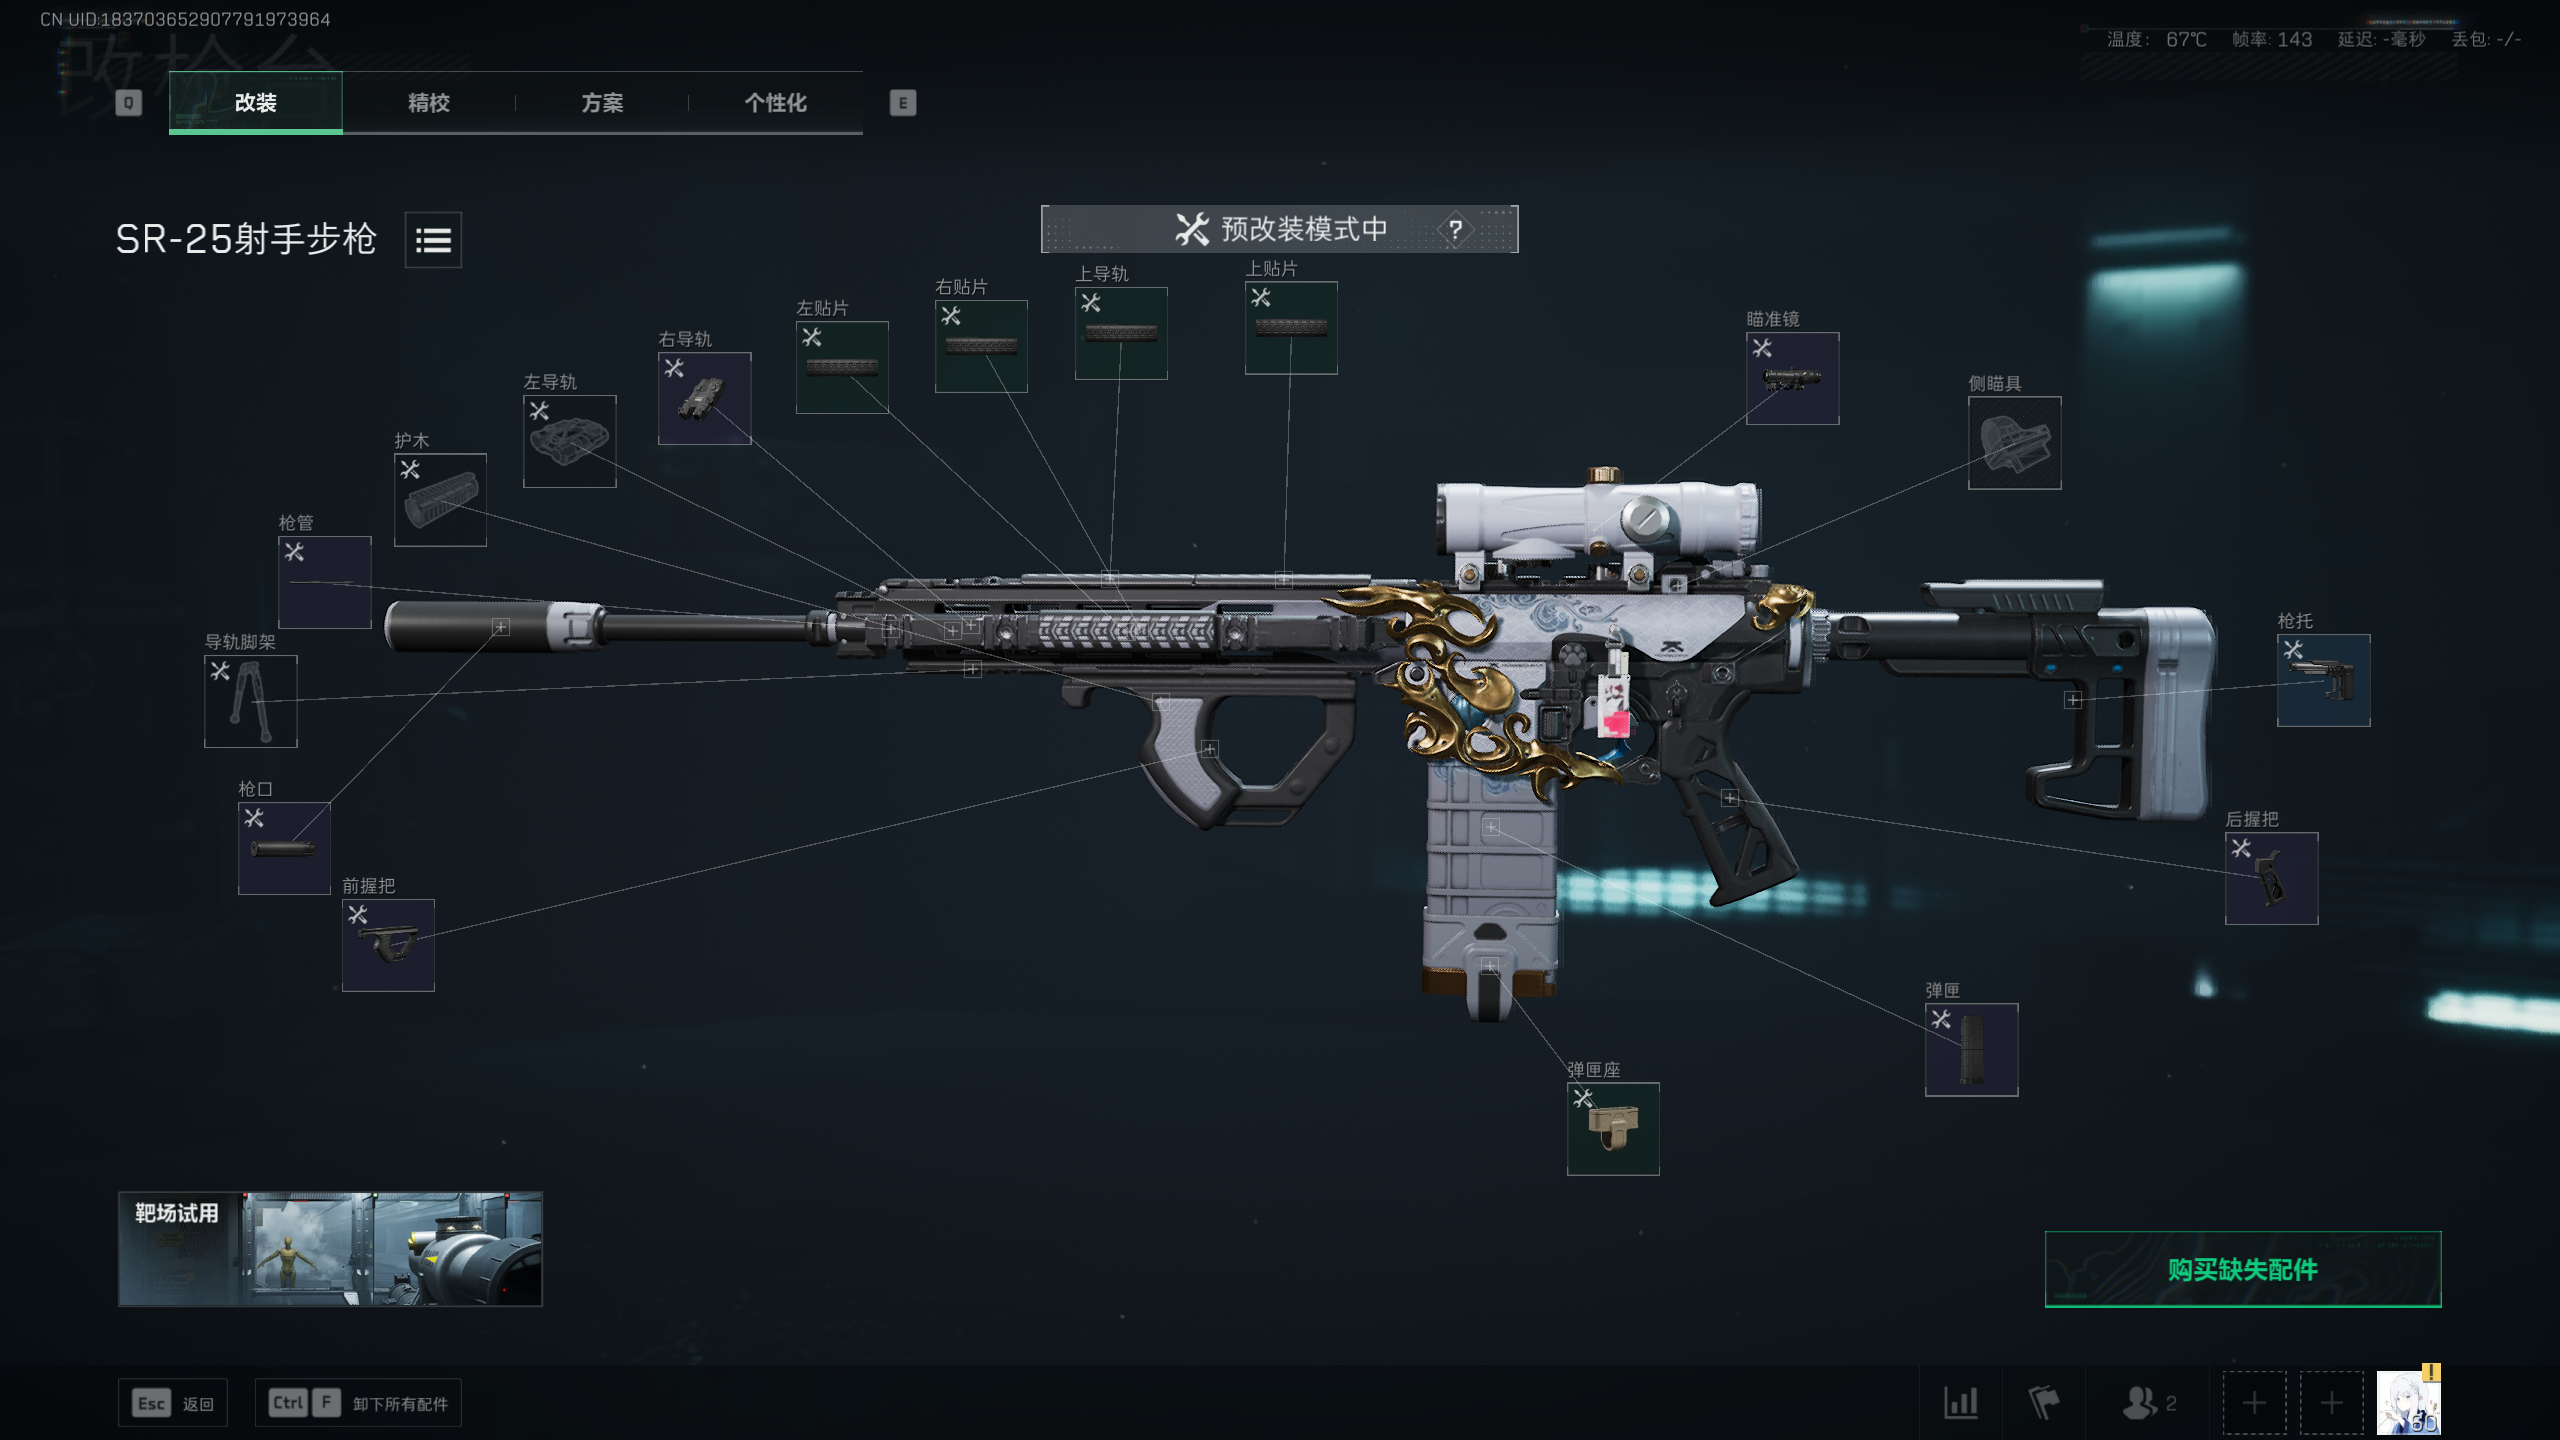 CN UID:183703652907791973964
改枪台
温度: 67℃ 帧率: 143 延迟: -毫秒 丢包: -/-
Q 改装 精校 方案 个性化 E
SR-25射手步枪
预改装模式中 ?
上贴片
上导轨
右贴片
左贴片
瞄准镜
右导轨
左导轨
侧瞄具
护木
枪管
枪托
导轨脚架
枪口
后握把
前握把
弹匣
弹匣座
靶场试用
购买缺失配件
Esc 返回 Ctrl F 卸下所有配件
2
60